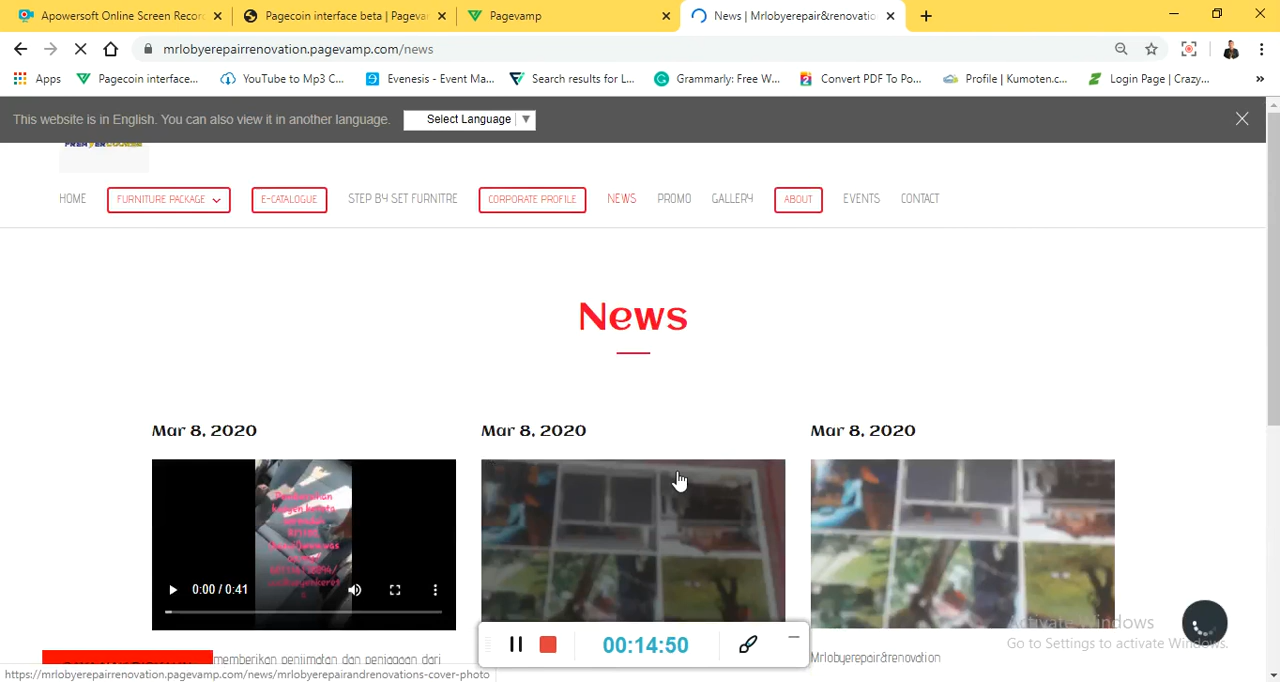 Apowersoft Online Screen Recor
Pagecoin interface beta | Pagevar
Pagevamp
News | Mrlobyerepair&renovatio
mrlobyerepairrenovation.pagevamp.com/news
Apps
Pagecoin interface...
YouTube to Mp3 C...
Evenesis - Event Ma...
Search results for L...
Grammarly: Free W...
Convert PDF To Po...
Profile | Kumoten.c...
Login Page | Crazy...
»
This website is in English. You can also view it in another language.
Select Language ▼
HOME
FURNITURE PACKAGE
E-CATALOGUE
STEP BY SET FURNITRE
CORPORATE PROFILE
NEWS
PROMO
GALLERY
ABOUT
EVENTS
CONTACT
News
Mar 8, 2020
Mar 8, 2020
Mar 8, 2020
0:00 / 0:41
00:14:50
Activate Windows
Go to Settings to activate Windows.
memberikan penjimatan dan penjagaan dari
Mrlobyerepair&renovation
https://mrlobyerepairrenovation.pagevamp.com/news/mrlobyerepairandrenovations-cover-photo